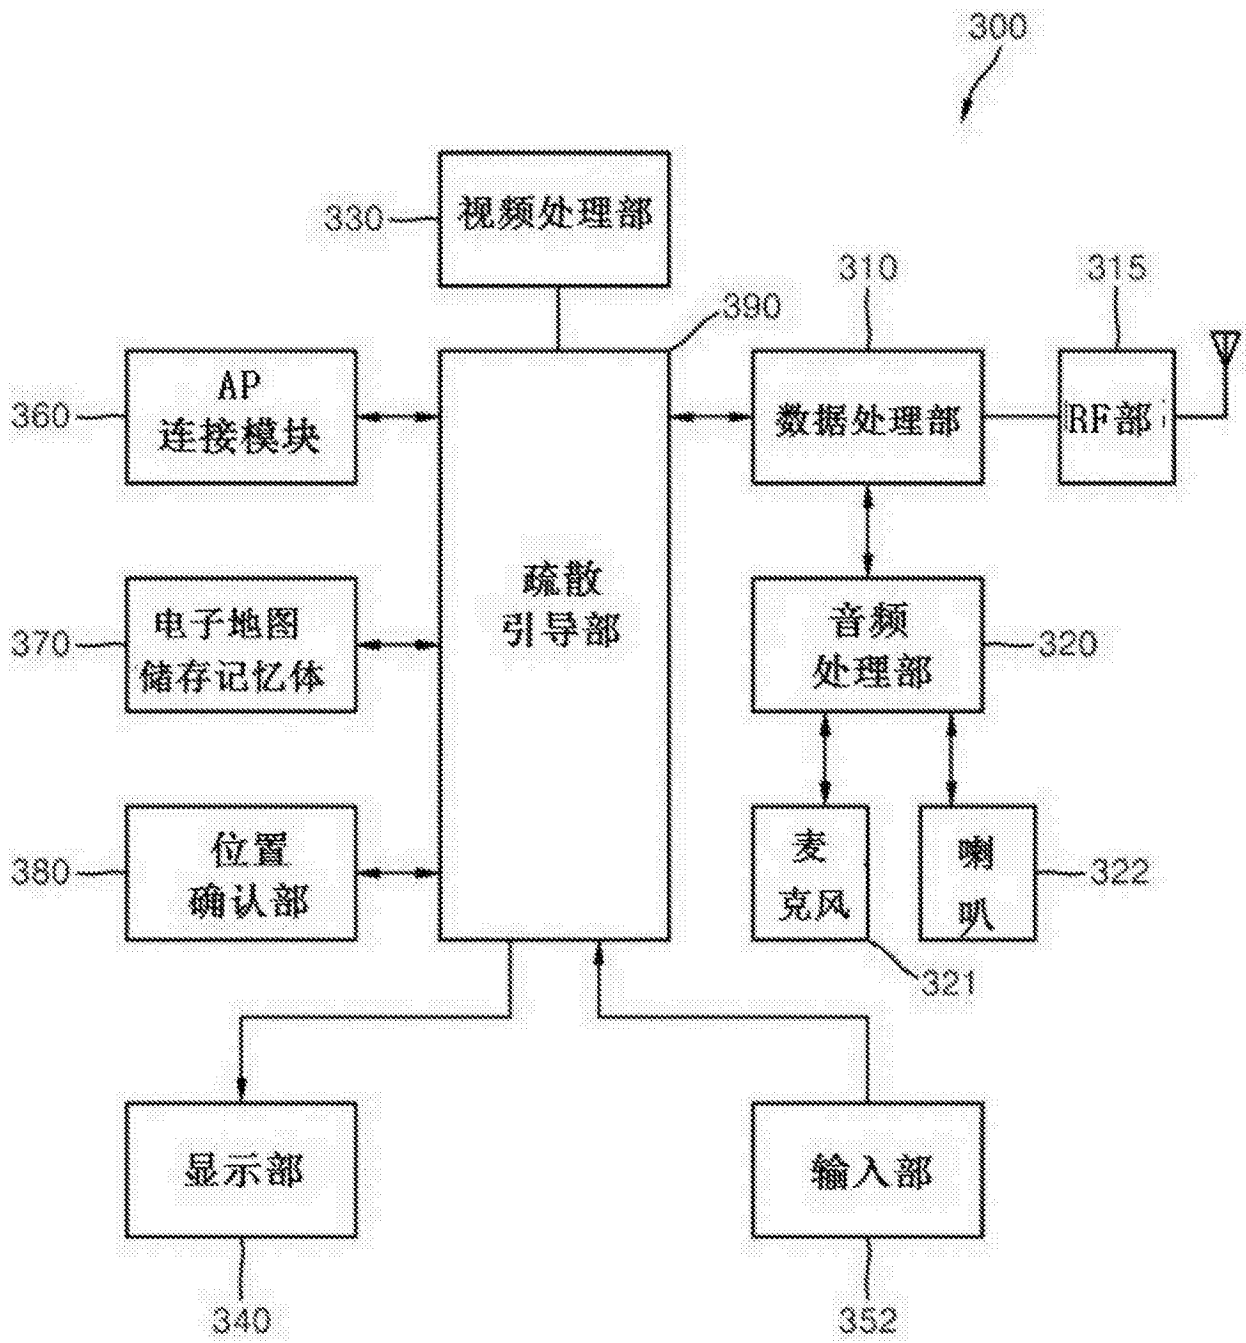 300
视频处理部
330
310
315
390
AP
连接模块
360
数据处理部
RF部
疏散
引导部
电子地图
储存记忆体
370
音频
处理部
320
位置
确认部
380
麦
克风
喇
叭
322
321
显示部
输入部
340
352